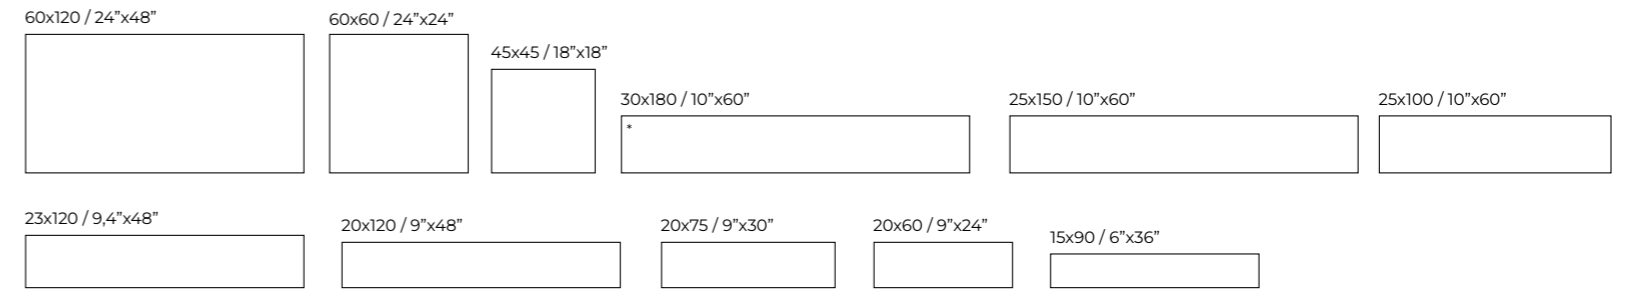 60x120 / 24”x48”
60x60 / 24”x24”
45x45 / 18”x18”
30x180 / 10”x60”
*
25x150 / 10”x60”
25x100 / 10”x60”
23x120 / 9,4”x48”
20x120 / 9”x48”
20x75 / 9”x30”
20x60 / 9”x24”
15x90 / 6”x36”